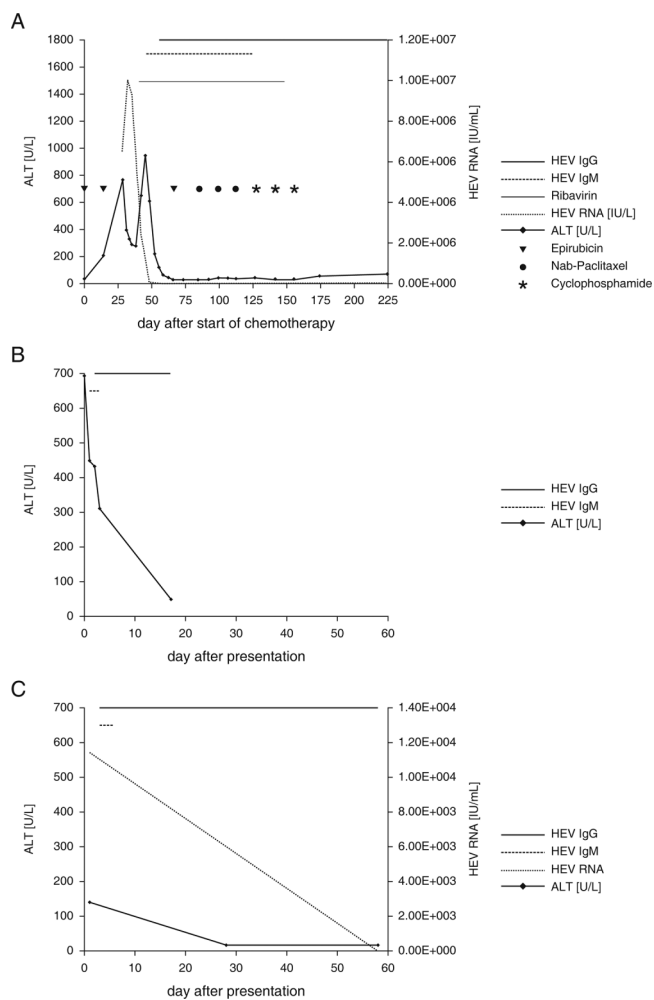 A
1800
1600
1400
1200
1000
800
600
400
200
0
ALT [U/L]
0 25 50 75 100 125 150 175 200 225
day after start of chemotherapy
1.20E+007
1.00E+007
8.00E+006
6.00E+006
4.00E+006
2.00E+006
0.00E+000
HEV RNA [IU/mL]
HEV IgG
HEV IgM
Ribavirin
HEV RNA [IU/L]
ALT [U/L]
Epirubicin
Nab-Paclitaxel
Cyclophosphamide
B
700
600
500
400
300
200
100
0
ALT [U/L]
0 10 20 30 40 50 60
day after presentation
HEV IgG
HEV IgM
ALT [U/L]
C
700
600
500
400
300
200
100
0
ALT [U/L]
0 10 20 30 40 50 60
day after presentation
1.40E+004
1.20E+004
1.00E+004
8.00E+003
6.00E+003
4.00E+003
2.00E+003
0.00E+000
HEV RNA [IU/mL]
HEV IgG
HEV IgM
HEV RNA
ALT [U/L]